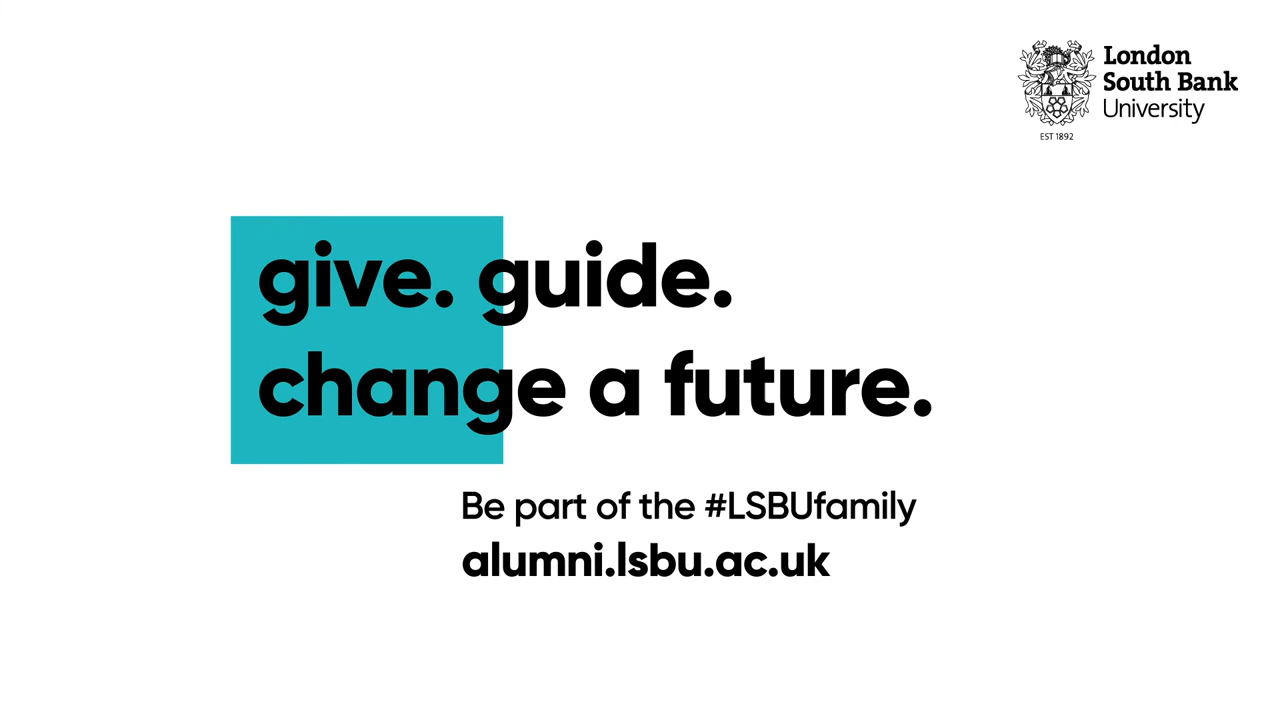 London
South Bank
University
EST 1892
give. guide.
change a future.
Be part of the #LSBUfamily
alumni.lsbu.ac.uk